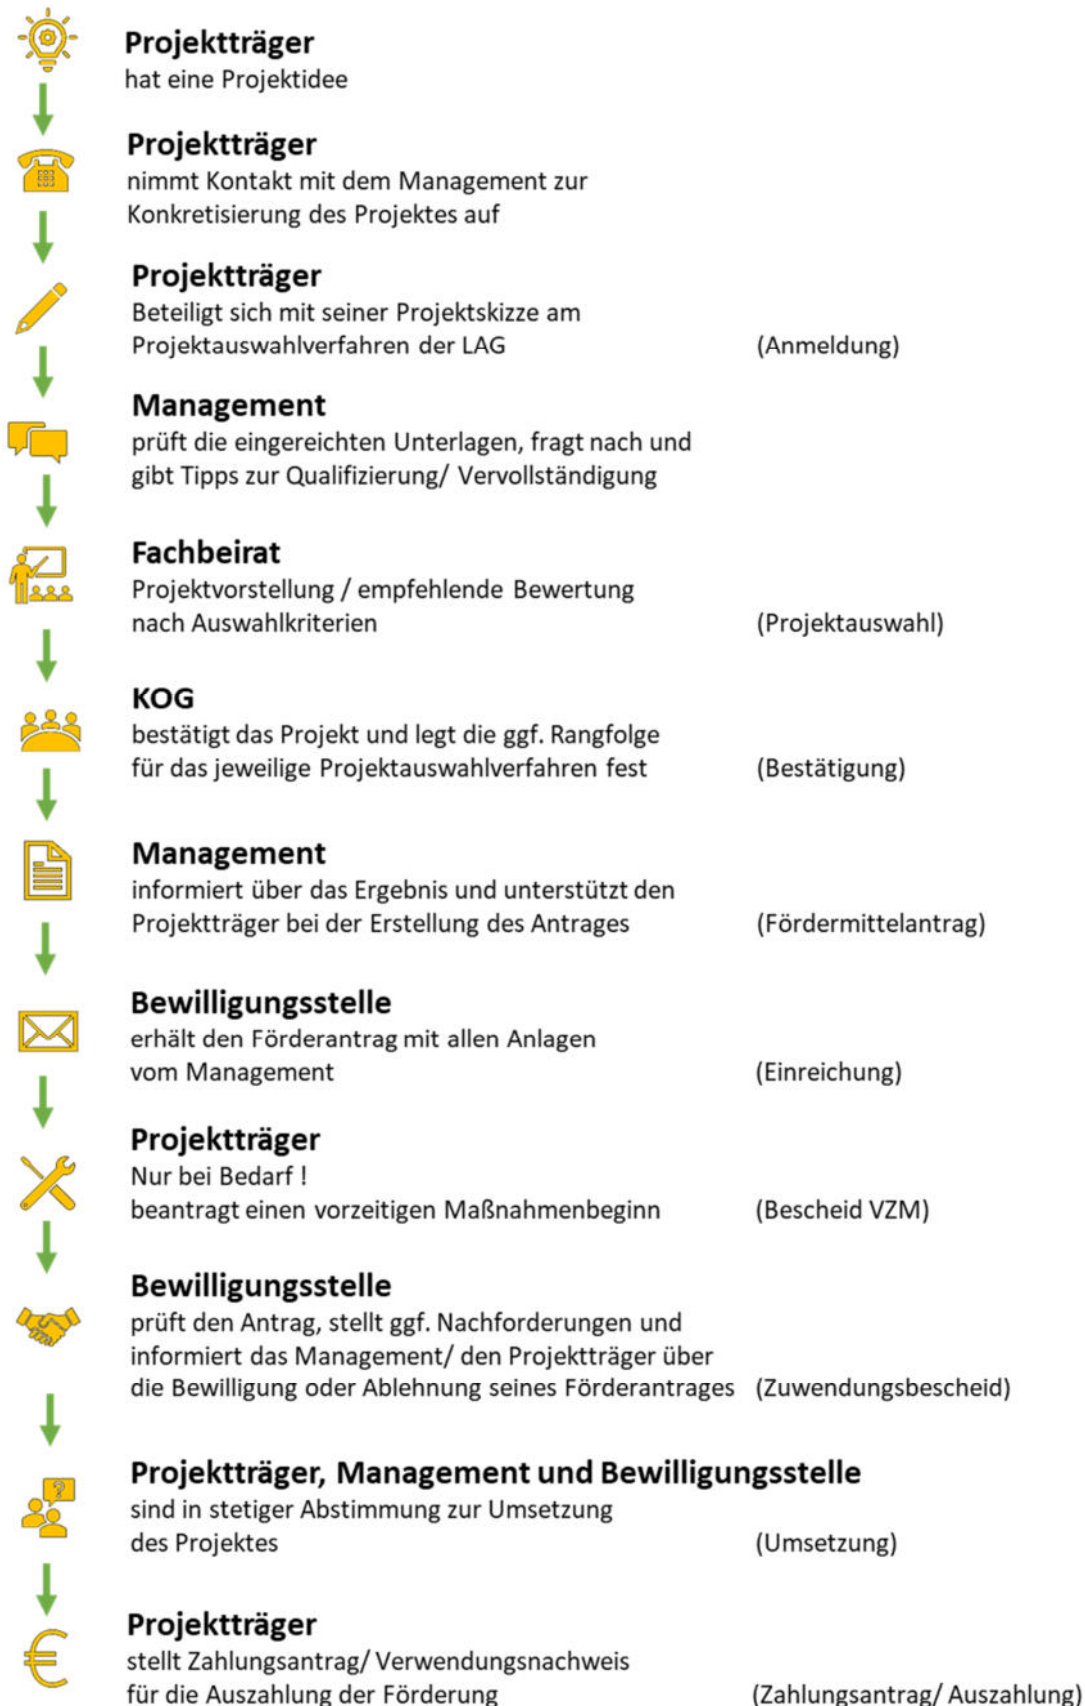 Projektträger
hat eine Projektidee
Projektträger
nimmt Kontakt mit dem Management zur
Konkretisierung des Projektes auf
Projektträger
Beteiligt sich mit seiner Projektskizze am
Projektauswahlverfahren der LAG (Anmeldung)
Management
prüft die eingereichten Unterlagen, fragt nach und
gibt Tipps zur Qualifizierung/ Vervollständigung
Fachbeirat
Projektvorstellung / empfehlende Bewertung
nach Auswahlkriterien (Projektauswahl)
KOG
bestätigt das Projekt und legt die ggf. Rangfolge
für das jeweilige Projektauswahlverfahren fest (Bestätigung)
Management
informiert über das Ergebnis und unterstützt den
Projektträger bei der Erstellung des Antrages (Fördermittelantrag)
Bewilligungsstelle
erhält den Förderantrag mit allen Anlagen
vom Management (Einreichung)
Projektträger
Nur bei Bedarf !
beantragt einen vorzeitigen Maßnahmenbeginn (Bescheid VZM)
Bewilligungsstelle
prüft den Antrag, stellt ggf. Nachforderungen und
informiert das Management/ den Projektträger über
die Bewilligung oder Ablehnung seines Förderantrages (Zuwendungsbescheid)
Projektträger, Management und Bewilligungsstelle
sind in stetiger Abstimmung zur Umsetzung
des Projektes (Umsetzung)
Projektträger
stellt Zahlungsantrag/ Verwendungsnachweis
für die Auszahlung der Förderung (Zahlungsantrag/ Auszahlung)